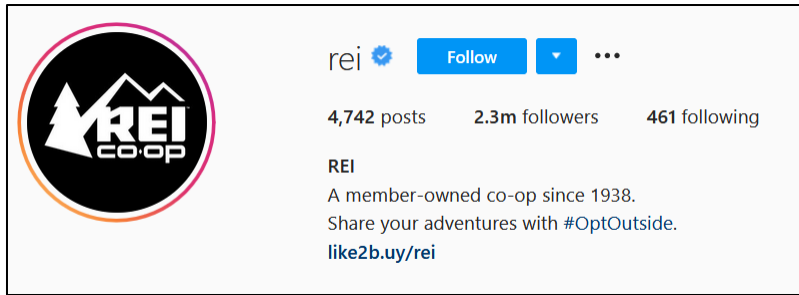 REI
co·op
rei
Follow
4,742 posts 2.3m followers 461 following
REI
A member-owned co-op since 1938.
Share your adventures with #OptOutside.
like2b.uy/rei